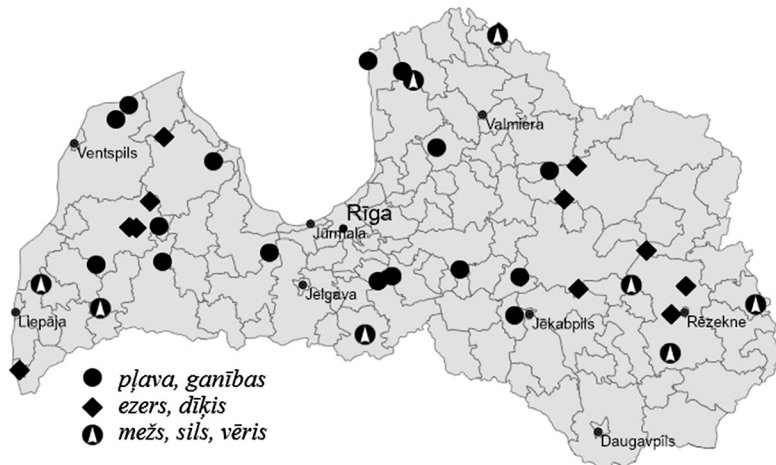 Valmiera
Ventspils
Rīga
Jūrmala
Jelgava
Liepāja
Jēkabpils
Rēzekne
pļava, ganības
ezers, dīķis
mežs, sils, vēris
Daugavpils